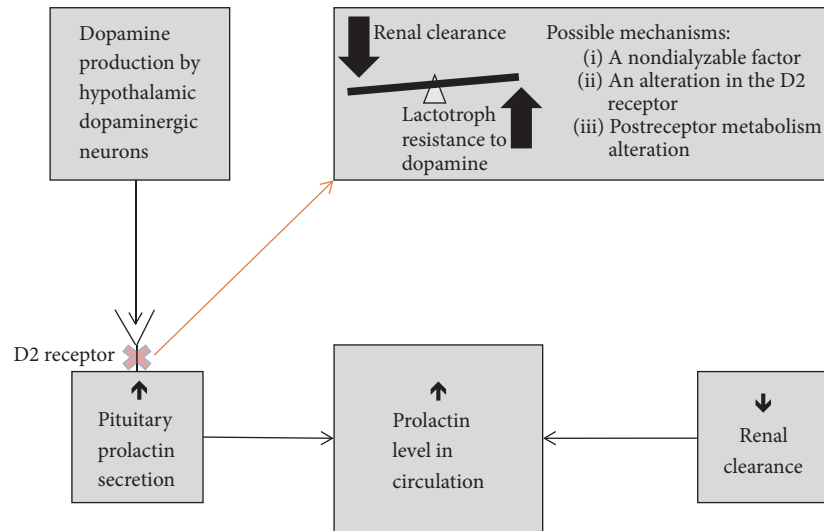 Dopamine
production by
hypothalamic
dopaminergic
neurons
Renal clearance
Lactotroph
resistance to
dopamine
Possible mechanisms:
(i) A nondialyzable factor
(ii) An alteration in the D2
receptor
(iii) Postreceptor metabolism
alteration
D2 receptor
Pituitary
prolactin
secretion
Prolactin
level in
circulation
Renal
clearance